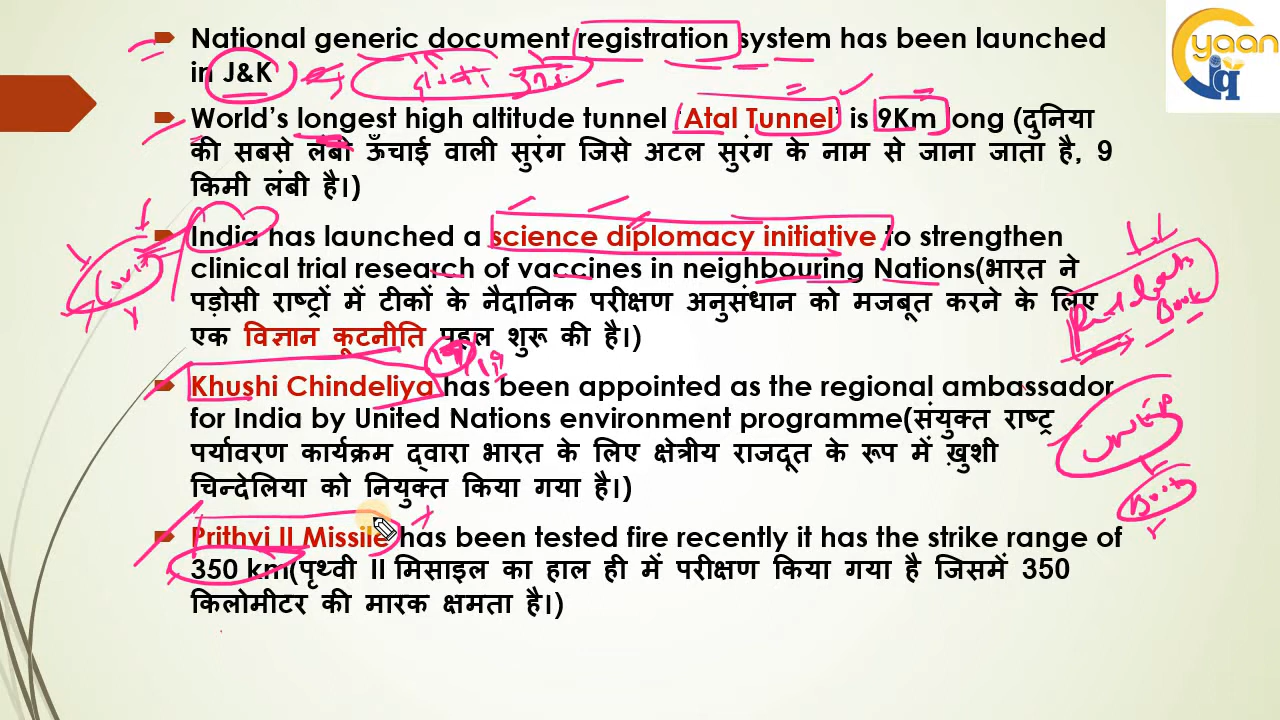 National generic document registration system has been launched
in J&K
World's longest high altitude tunnel 'Atal Tunnel' is 9Km long (दुनिया
की सबसे लंबी ऊँचाई वाली सुरंग जिसे अटल सुरंग के नाम से जाना जाता है, 9
किमी लंबी है।)
India has launched a science diplomacy initiative to strengthen
clinical trial research of vaccines in neighbouring Nations(भारत ने
पड़ोसी राष्ट्रों में टीकों के नैदानिक परीक्षण अनुसंधान को मजबूत करने के लिए
एक विज्ञान कूटनीति पहल शुरू की है।)
Khushi Chindeliya has been appointed as the regional ambassador
for India by United Nations environment programme(संयुक्त राष्ट्र
पर्यावरण कार्यक्रम द्वारा भारत के लिए क्षेत्रीय राजदूत के रूप में ख़ुशी
चिन्देलिया को नियुक्त किया गया है।)
Prithvi II Missile has been tested fire recently it has the strike range of
350 km(पृथ्वी II मिसाइल का हाल ही में परीक्षण किया गया है जिसमें 350
किलोमीटर की मारक क्षमता है।)
yaan
iq
Book